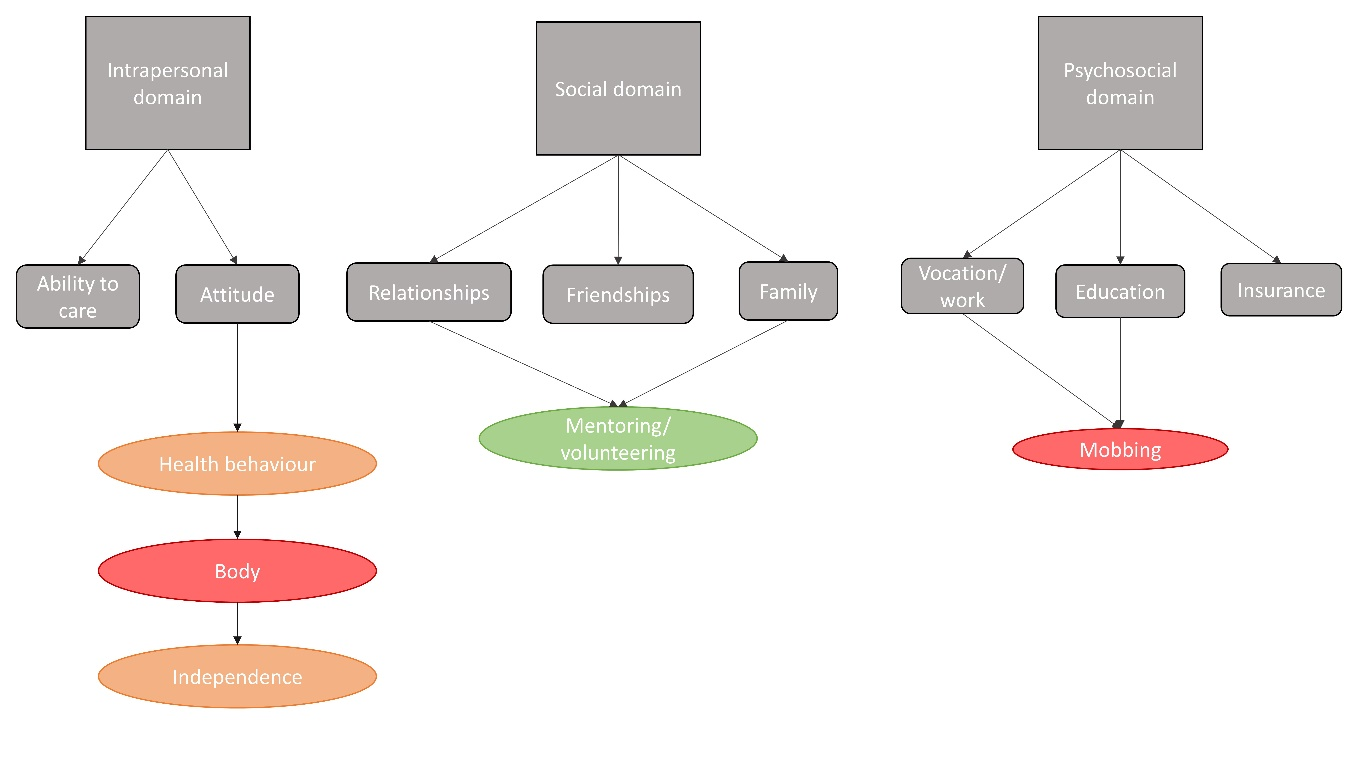 Intrapersonal
domain
Social domain
Psychosocial
domain
Ability to
care
Attitude
Relationships
Friendships
Family
Vocation/
work
Education
Insurance
Health behaviour
Mentoring/
volunteering
Mobbing
Body
Independence